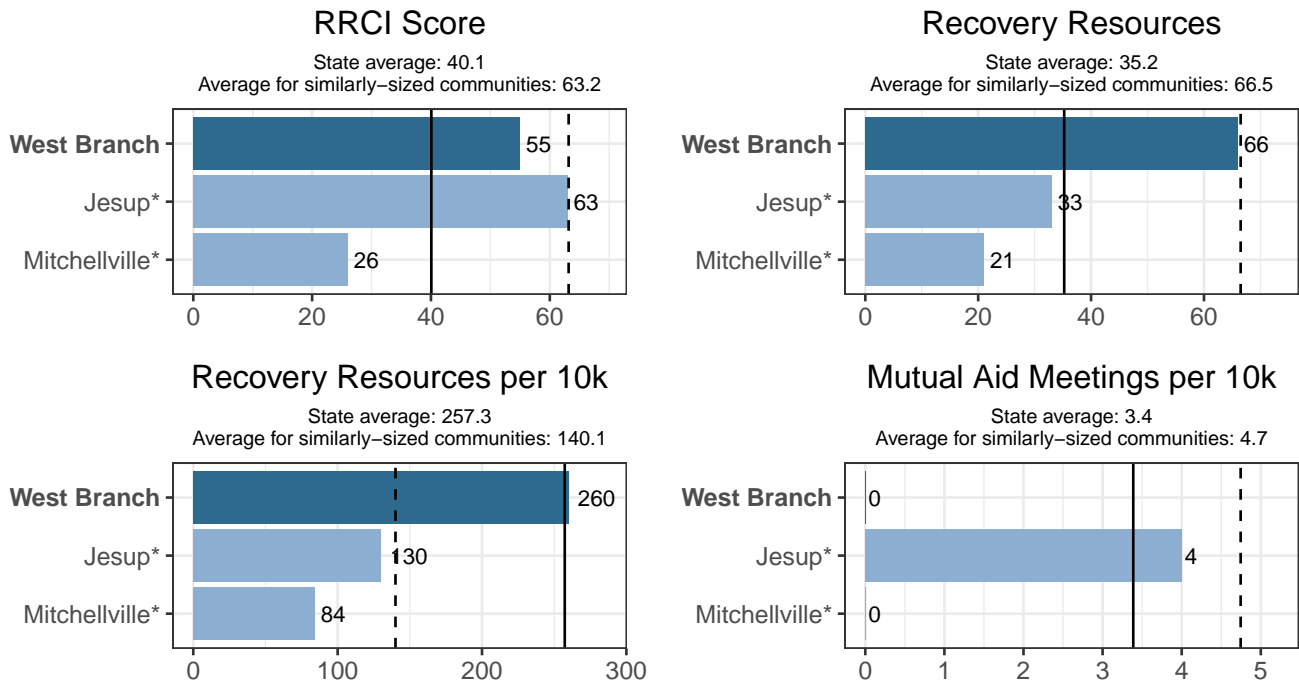 RRCI Score
State average: 40.1
Average for similarly−sized communities: 63.2
West Branch
55
Jesup*
63
Mitchellville*
26
0 20 40 60
Recovery Resources
State average: 35.2
Average for similarly−sized communities: 66.5
West Branch
66
Jesup*
33
Mitchellville*
21
0 20 40 60
Recovery Resources per 10k
State average: 257.3
Average for similarly−sized communities: 140.1
West Branch
260
Jesup*
130
Mitchellville*
84
0 100 200 300
Mutual Aid Meetings per 10k
State average: 3.4
Average for similarly−sized communities: 4.7
West Branch
0
Jesup*
4
Mitchellville*
0
0 1 2 3 4 5